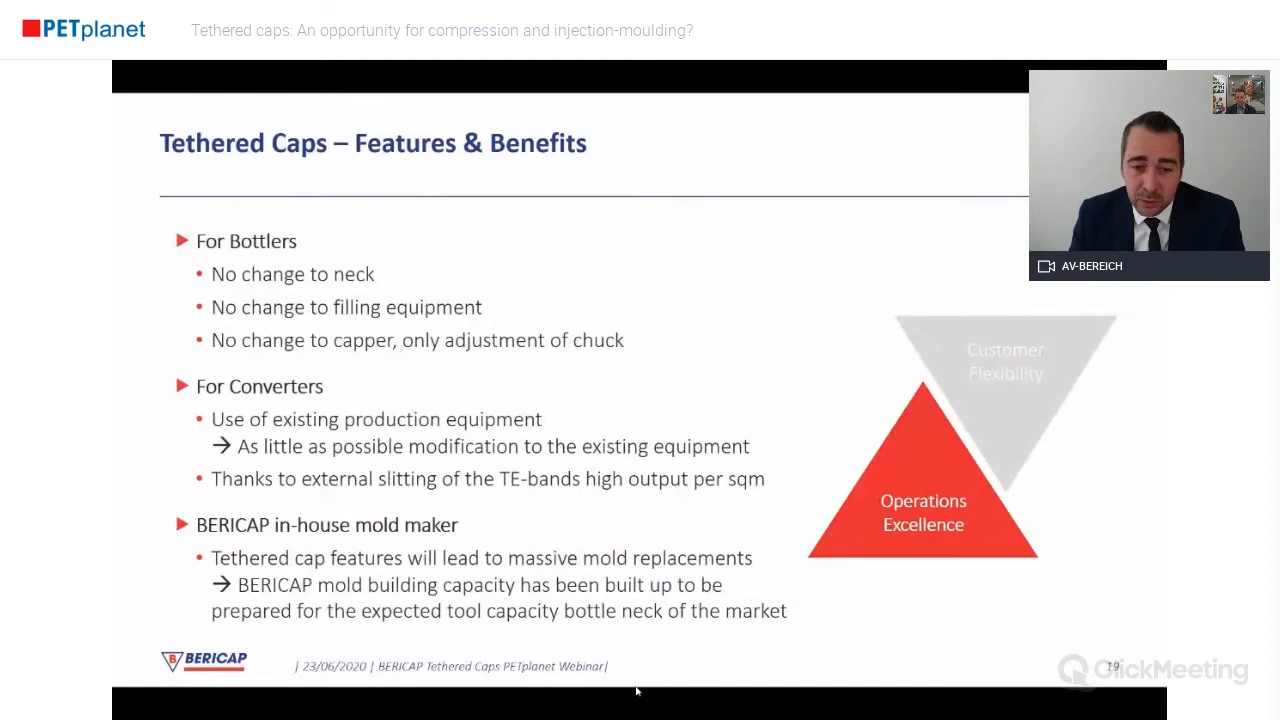 PETplanet
Tethered caps: An opportunity for compression and injection-moulding?
Tethered Caps – Features & Benefits
AV-BEREICH
For Bottlers
• No change to neck
• No change to filling equipment
• No change to capper, only adjustment of chuck
For Converters
• Use of existing production equipment
→ As little as possible modification to the existing equipment
• Thanks to external slitting of the TE-bands high output per sqm
BERICAP in-house mold maker
• Tethered cap features will lead to massive mold replacements
→ BERICAP mold building capacity has been built up to be
prepared for the expected tool capacity bottle neck of the market
Customer
Flexibility
Operations
Excellence
B BERICAP
| 23/06/2020 | BERICAP Tethered Caps PETplanet Webinar|
19
ClickMeeting